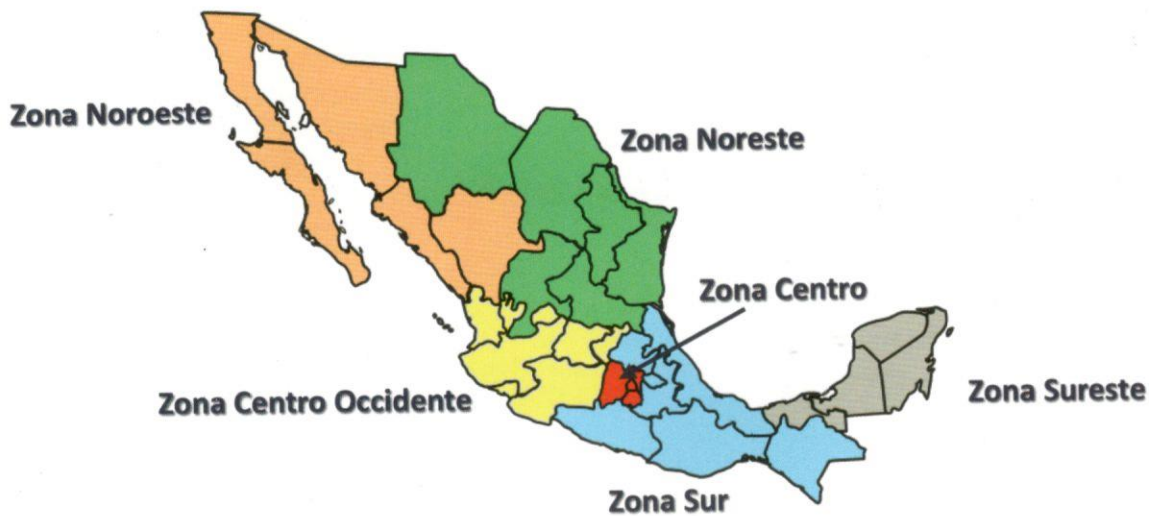 Zona Noroeste
Zona Noreste
Zona Centro
Zona Sureste
Zona Centro Occidente
Zona Sur